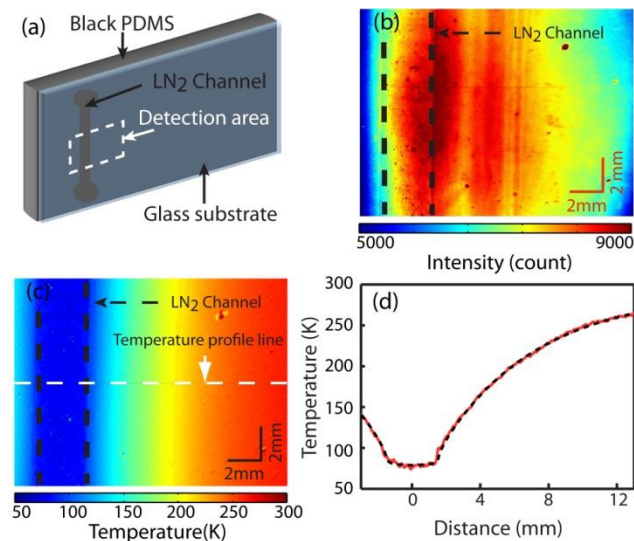 (a)
Black PDMS
LN2 Channel
Detection area
Glass substrate
(b)
LN2 Channel
2mm
2 mm
5000
9000
Intensity (count)
(c)
LN2 Channel
Temperature profile line
2mm
2mm
50
100
150
200
250
300
Temperature(K)
(d)
300
250
200
150
100
50
Temperature (K)
0
4
8
12
Distance (mm)